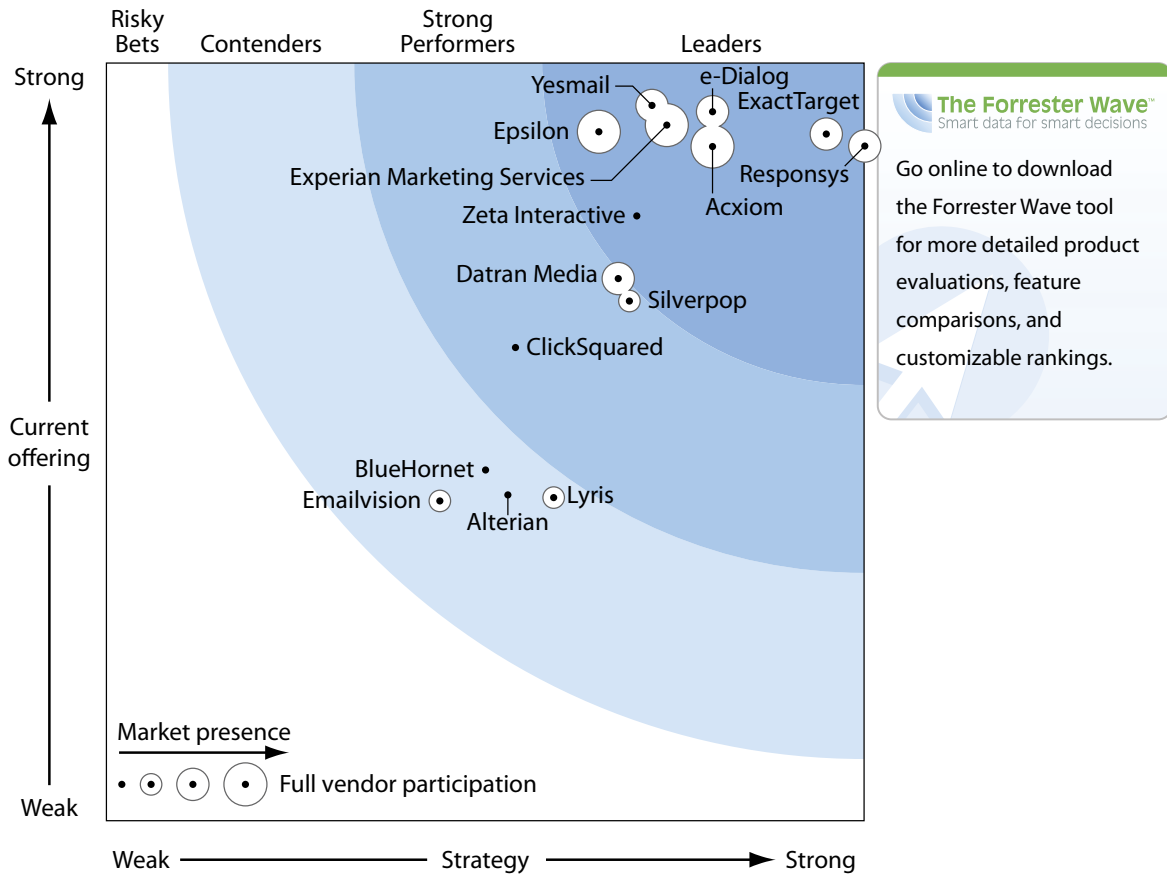 Risky
Bets
Contenders
Strong
Performers
Leaders
Strong
Current
offering
Weak
Yesmail
e-Dialog
ExactTarget
Epsilon
Experian Marketing Services
Responsys
Acxiom
Zeta Interactive
Datran Media
Silverpop
ClickSquared
BlueHornet
Emailvision
Lyris
Alterian
Market presence
Full vendor participation
Weak
Strategy
Strong
The Forrester Wave™
Smart data for smart decisions
Go online to download
the Forrester Wave tool
for more detailed product
evaluations, feature
comparisons, and
customizable rankings.